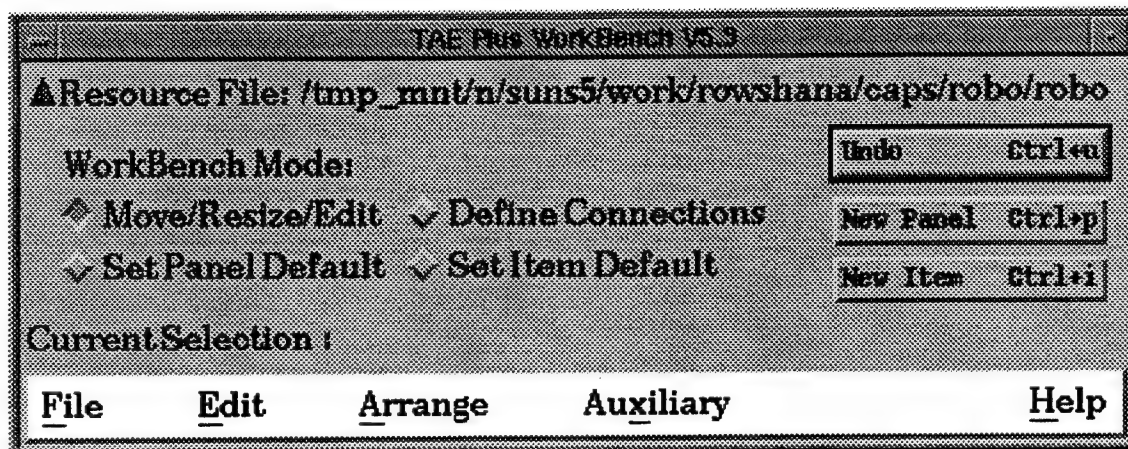 TAE Plus WorkBench V5.3
Resource File: /tmp_mnt/n/suns5/work/rowshana/caps/robo/robo
WorkBench Mode:
Undo Ctrl+u
Move/Resize/Edit Define Connections
New Panel Ctrl+p
Set Panel Default Set Item Default
New Item Ctrl+i
Current Selection :
File Edit Arrange Auxiliary Help